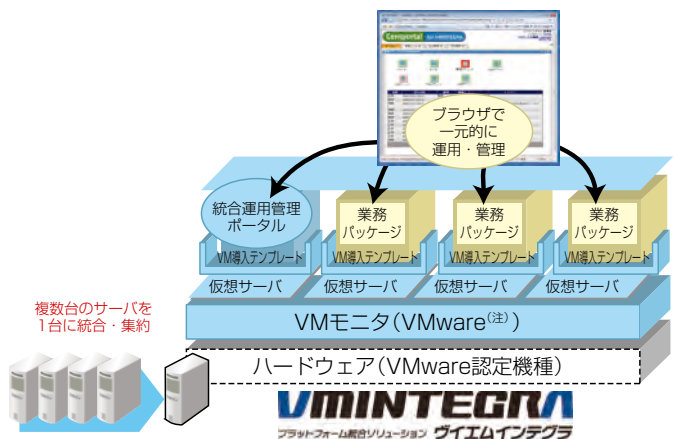 Centportal
ブラウザで
一元的に
運用・管理
統合運用管理
ポータル
業務
パッケージ
業務
パッケージ
業務
パッケージ
VM導入テンプレート
VM導入テンプレート
VM導入テンプレート
VM導入テンプレート
仮想サーバ
仮想サーバ
仮想サーバ
仮想サーバ
複数台のサーバを
1台に統合・集約
VMモニタ(VMware(注))
ハードウェア(VMware認定機種)
VMINTEGRA
プラットフォーム統合ソリューション ヴイエムインテグラ